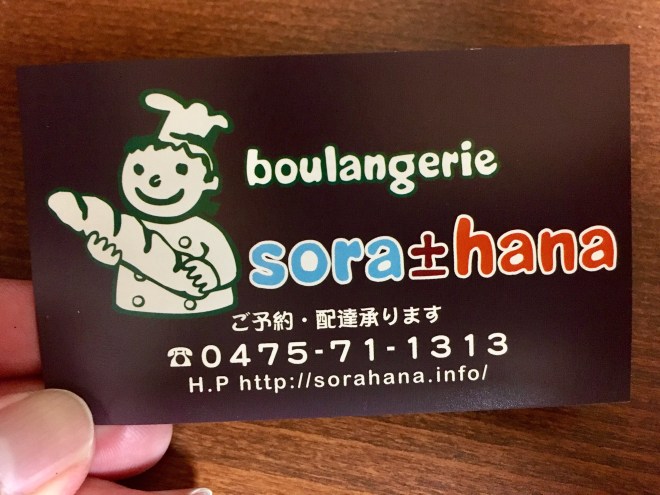 boulangerie
sora±hana
ご予約・配達承ります
☎0475-71-1313
H.P http://sorahana.info/